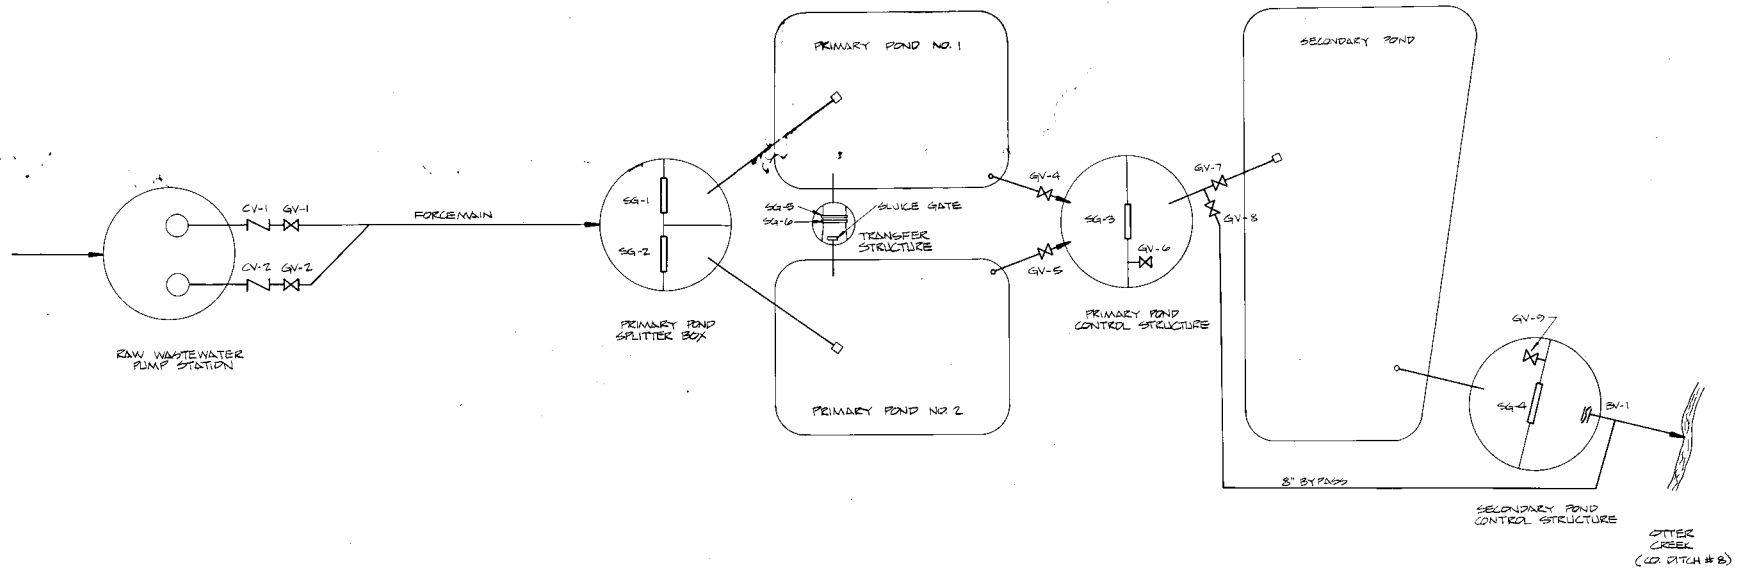 PRIMARY POND NO. 1
SECONDARY POND
CV-1 GV-1
FORCEMAIN
CV-2 GV-2
RAW WASTEWATER
PUMP STATION
SG-1
SG-2
PRIMARY POND
SPLITTER BOX
SG-5
SG-6
SLUICE GATE
TRANSFER
STRUCTURE
PRIMARY POND NO. 2
GV-4
GV-5
SG-3
GV-6
PRIMARY POND
CONTROL STRUCTURE
GV-7
GV-8
8" BYPASS
GV-9
SG-4
BV-1
SECONDARY POND
CONTROL STRUCTURE
OTTER
CREEK
(CO. DITCH # 8)